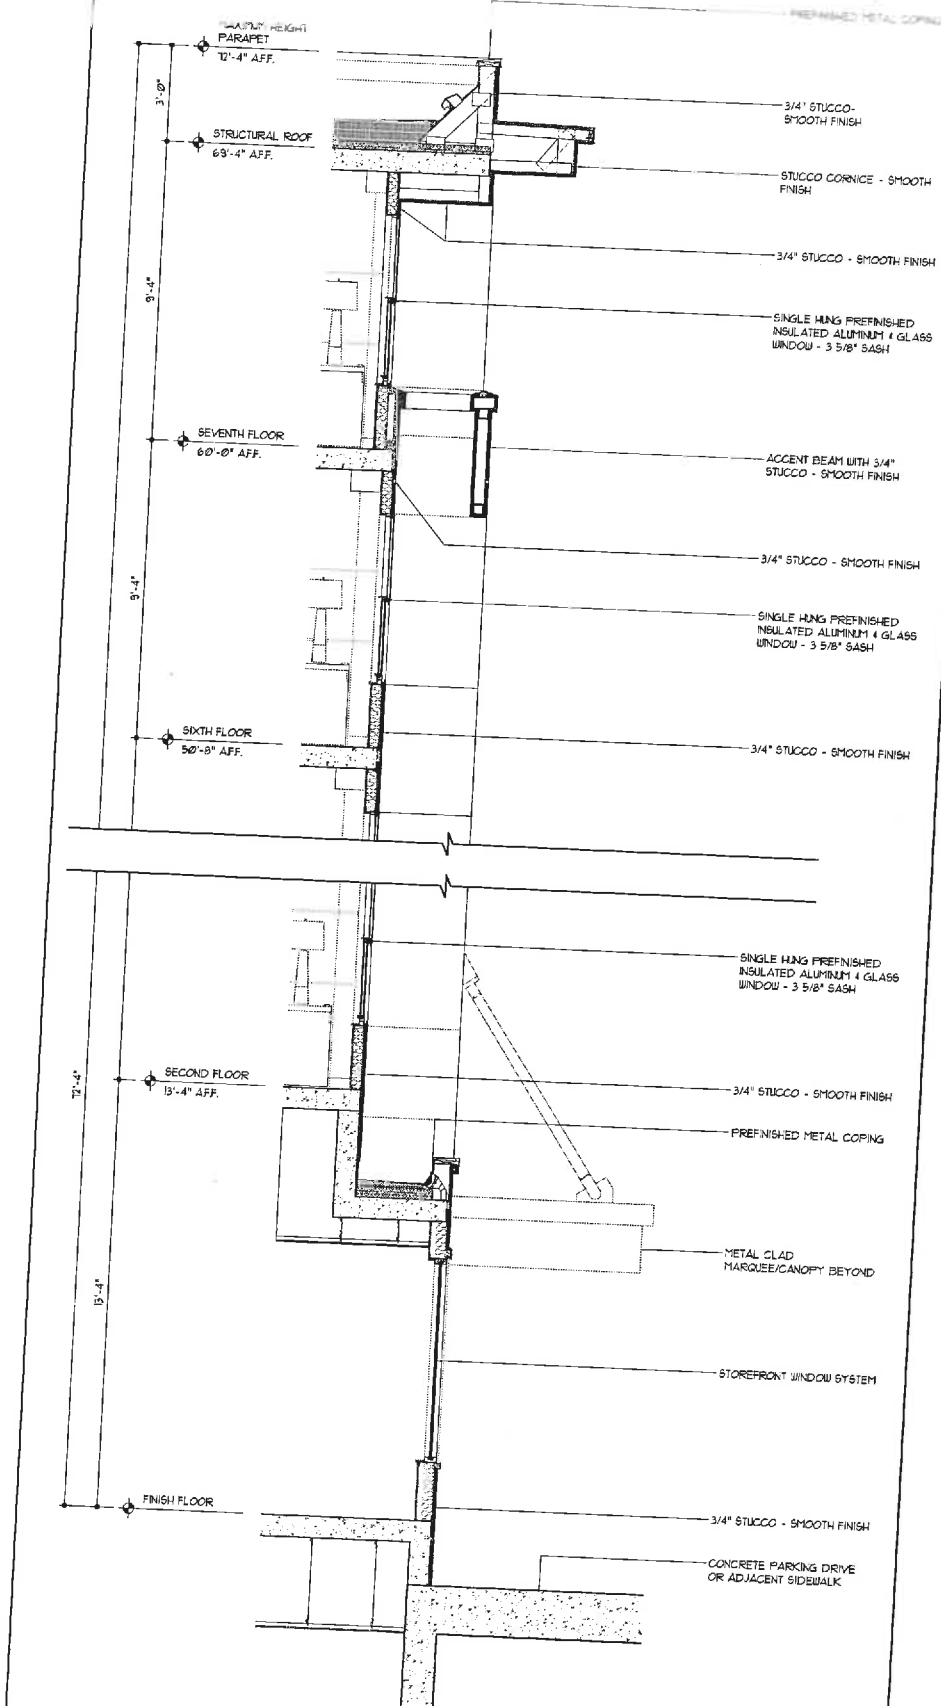 PREFINISHED METAL COPING
MAXIMUM HEIGHT
PARAPET
72'-4" A.F.F.
3'-0"
3/4" STUCCO-
SMOOTH FINISH
STRUCTURAL ROOF
69'-4" A.F.F.
STUCCO CORNICE - SMOOTH
FINISH
3/4" STUCCO - SMOOTH FINISH
9'-4"
SINGLE HUNG PREFINISHED
INSULATED ALUMINUM & GLASS
WINDOW - 3 5/8" SASH
SEVENTH FLOOR
60'-0" A.F.F.
ACCENT BEAM WITH 3/4"
STUCCO - SMOOTH FINISH
3/4" STUCCO - SMOOTH FINISH
9'-4"
SINGLE HUNG PREFINISHED
INSULATED ALUMINUM & GLASS
WINDOW - 3 5/8" SASH
SIXTH FLOOR
50'-8" A.F.F.
3/4" STUCCO - SMOOTH FINISH
SINGLE HUNG PREFINISHED
INSULATED ALUMINUM & GLASS
WINDOW - 3 5/8" SASH
72'-4"
SECOND FLOOR
13'-4" A.F.F.
3/4" STUCCO - SMOOTH FINISH
PREFINISHED METAL COPING
METAL CLAD
MARQUEE/CANOPY BEYOND
13'-4"
STOREFRONT WINDOW SYSTEM
FINISH FLOOR
3/4" STUCCO - SMOOTH FINISH
CONCRETE PARKING DRIVE
OR ADJACENT SIDEWALK